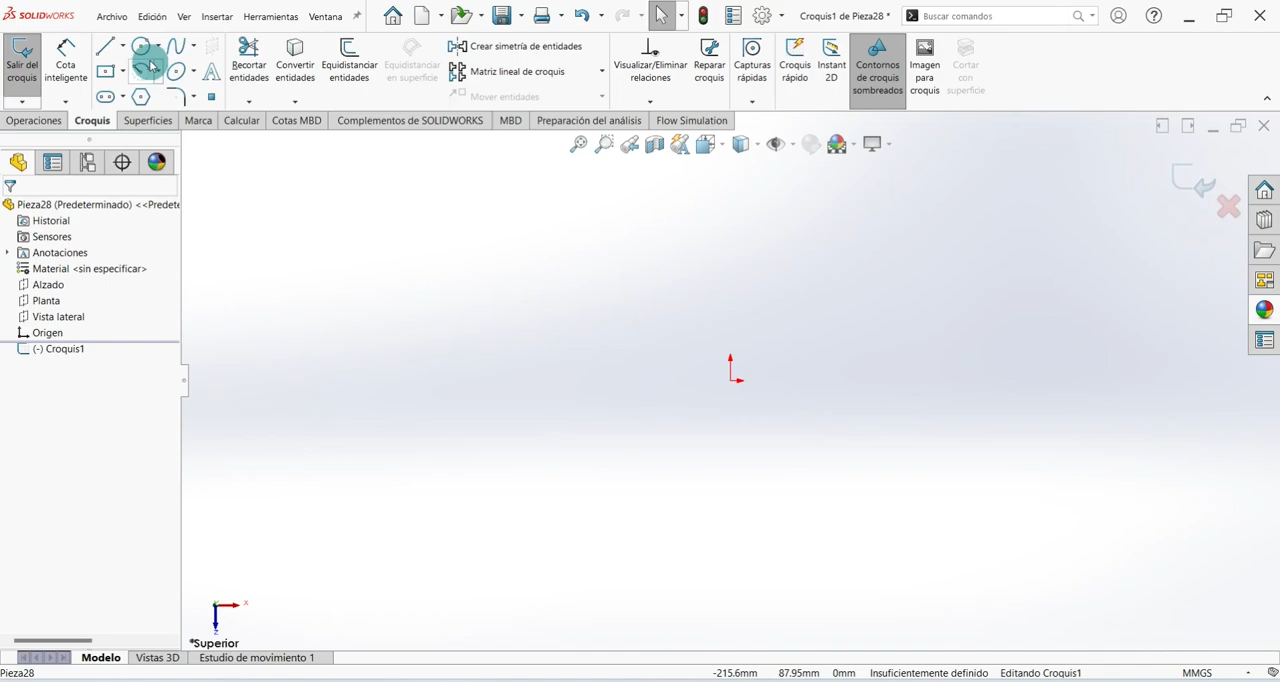 SOLIDWORKS
Archivo
Edición
Ver
Insertar
Herramientas
Ventana
Croquis1 de Pieza28 *
Buscar comandos
Salir del croquis
Cota inteligente
Recortar entidades
Convertir entidades
Equidistanciar entidades
Equidistanciar en superficie
Crear simetría de entidades
Matriz lineal de croquis
Mover entidades
Visualizar/Eliminar relaciones
Reparar croquis
Capturas rápidas
Croquis rápido
Instant 2D
Contornos de croquis sombreados
Imagen para croquis
Cortar con superficie
Operaciones
Croquis
Superficies
Marca
Calcular
Cotas MBD
Complementos de SOLIDWORKS
MBD
Preparación del análisis
Flow Simulation
Pieza28 (Predeterminado) <<Predete
Historial
Sensores
Anotaciones
Material <sin especificar>
Alzado
Planta
Vista lateral
Origen
(-) Croquis1
x
z
*Superior
Modelo
Vistas 3D
Estudio de movimiento 1
Pieza28
-215.6mm
87.95mm
0mm
Insuficientemente definido
Editando Croquis1
MMGS